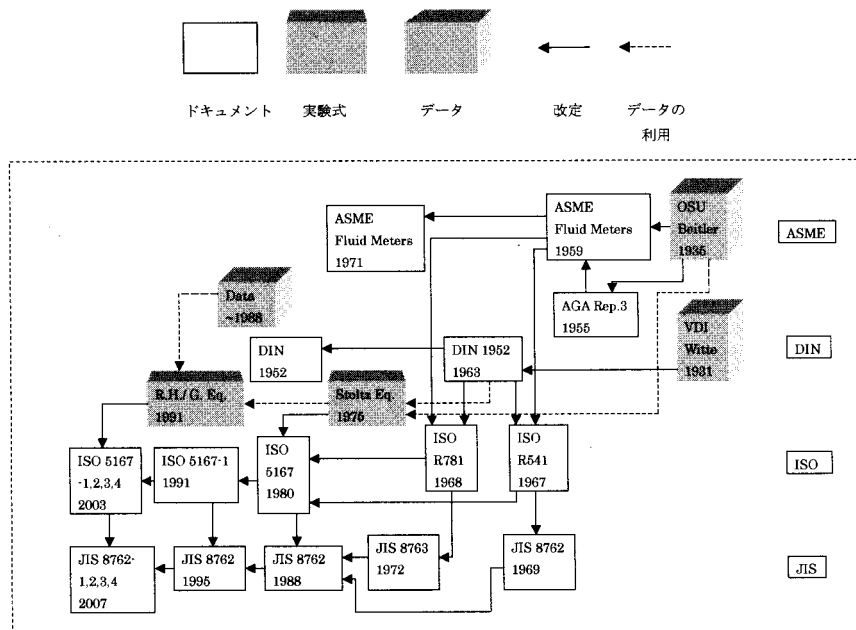 ドキュメント
実験式
データ
改定
データの
利用
ASME
Fluid Meters
1971
ASME
Fluid Meters
1959
OSU
Beitler
1935
ASME
Data
~1988
AGA Rep.3
1955
VDI
Witte
1931
DIN
1952
DIN 1952
1963
DIN
R.H./ G. Eq.
1991
Stoltz Eq.
1975
ISO 5167
-1,2,3,4
2003
ISO 5167-1
1991
ISO
5167
1980
ISO
R781
1968
ISO
R541
1967
ISO
JIS 8762-
1,2,3,4
2007
JIS 8762
1995
JIS 8762
1988
JIS 8763
1972
JIS 8762
1969
JIS